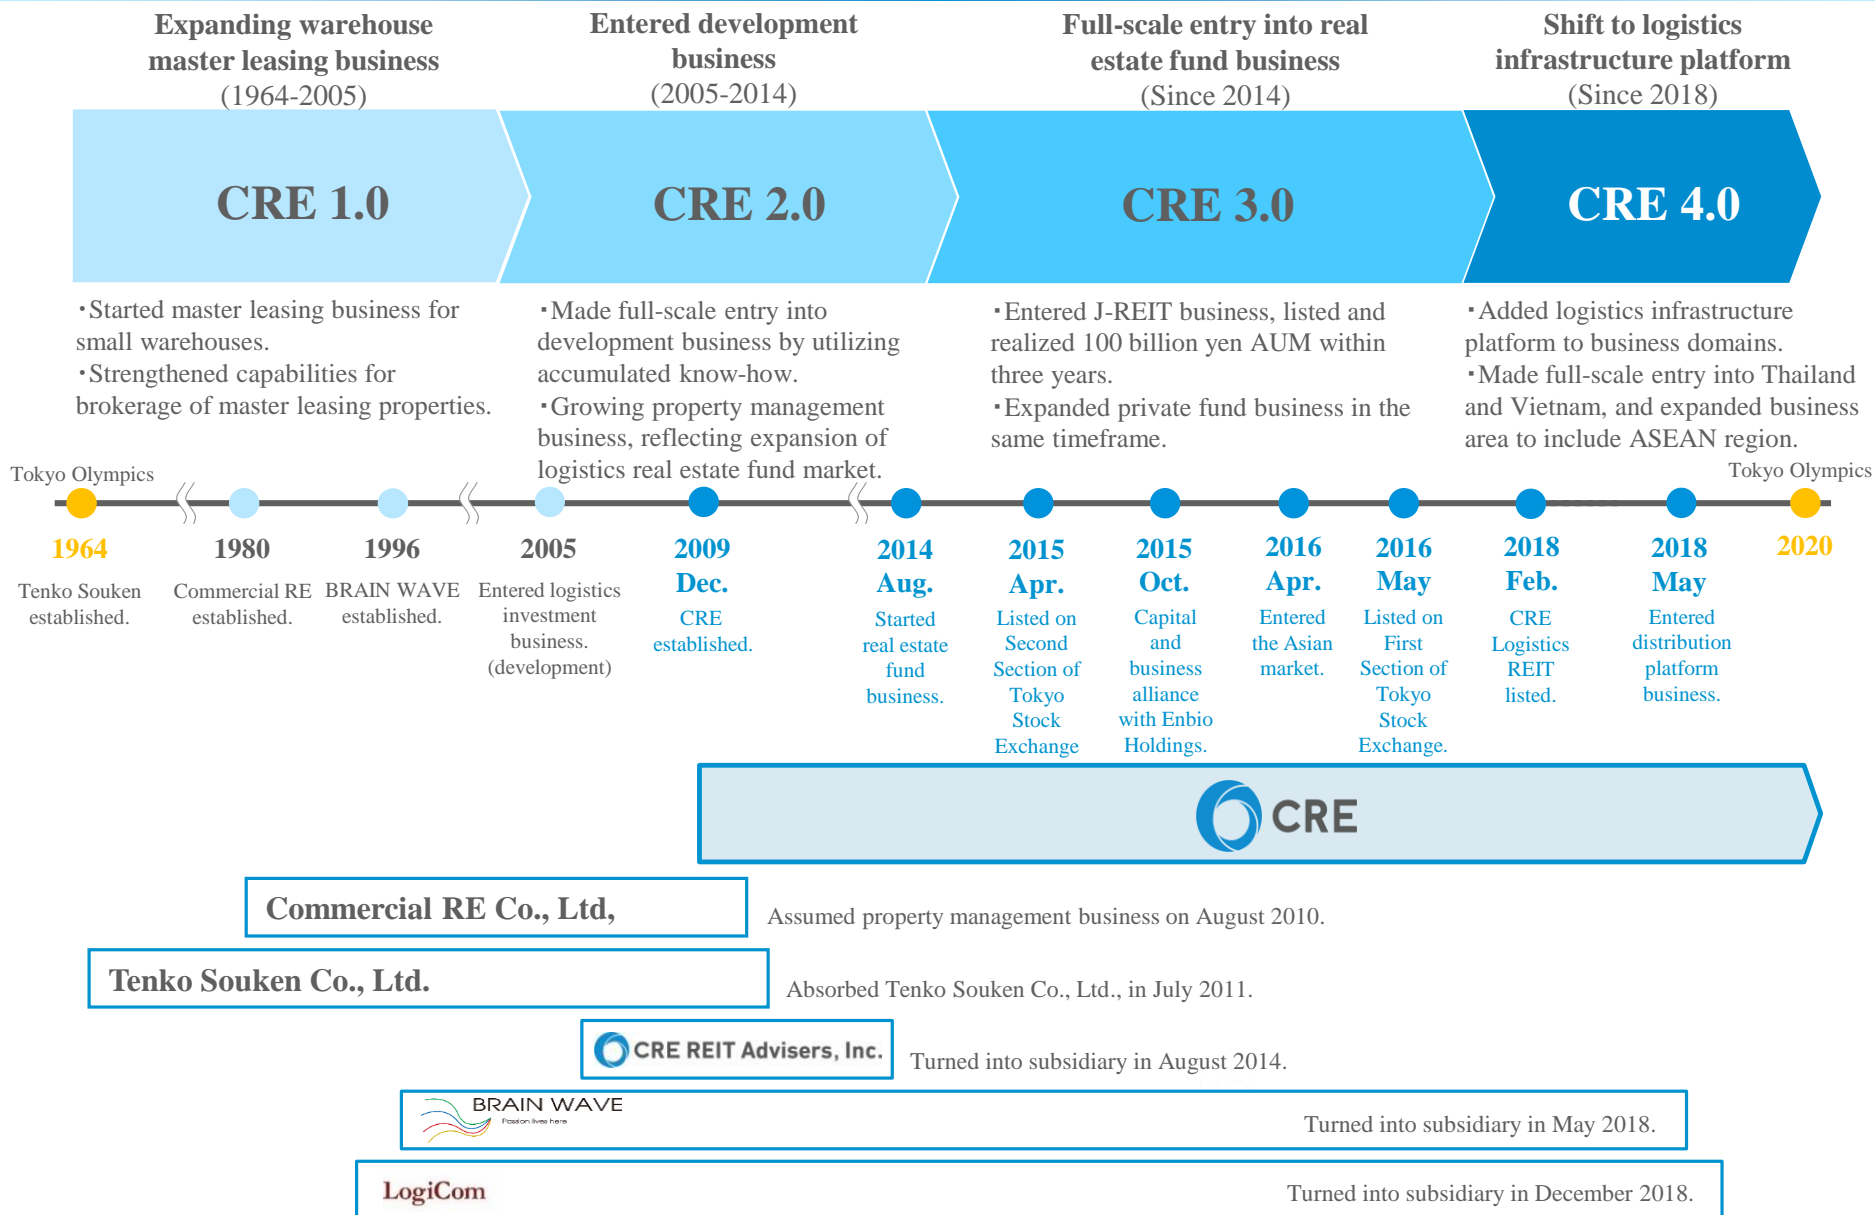 Expanding warehouse
master leasing business
(1964-2005)
Entered development
business
(2005-2014)
Full-scale entry into real
estate fund business
(Since 2014)
Shift to logistics
infrastructure platform
(Since 2018)
CRE 1.0
CRE 2.0
CRE 3.0
CRE 4.0
・Started master leasing business for
small warehouses.
・Strengthened capabilities for
brokerage of master leasing properties.
・Made full-scale entry into
development business by utilizing
accumulated know-how.
・Growing property management
business, reflecting expansion of
logistics real estate fund market.
・Entered J-REIT business, listed and
realized 100 billion yen AUM within
three years.
・Expanded private fund business in the
same timeframe.
・Added logistics infrastructure
platform to business domains.
・Made full-scale entry into Thailand
and Vietnam, and expanded business
area to include ASEAN region.
Tokyo Olympics
Tokyo Olympics
1964
Tenko Souken
established.
1980
Commercial RE
established.
1996
BRAIN WAVE
established.
2005
Entered logistics
investment
business.
(development)
2009
Dec.
CRE
established.
2014
Aug.
Started
real estate
fund
business.
2015
Apr.
Listed on
Second
Section of
Tokyo
Stock
Exchange
2015
Oct.
Capital
and
business
alliance
with Enbio
Holdings.
2016
Apr.
Entered
the Asian
market.
2016
May
Listed on
First
Section of
Tokyo
Stock
Exchange.
2018
Feb.
CRE
Logistics
REIT
listed.
2018
May
Entered
distribution
platform
business.
2020
CRE
Commercial RE Co., Ltd,
Assumed property management business on August 2010.
Tenko Souken Co., Ltd.
Absorbed Tenko Souken Co., Ltd., in July 2011.
CRE REIT Advisers, Inc.
Turned into subsidiary in August 2014.
BRAIN WAVE
Passion lives here
Turned into subsidiary in May 2018.
LogiCom
Turned into subsidiary in December 2018.